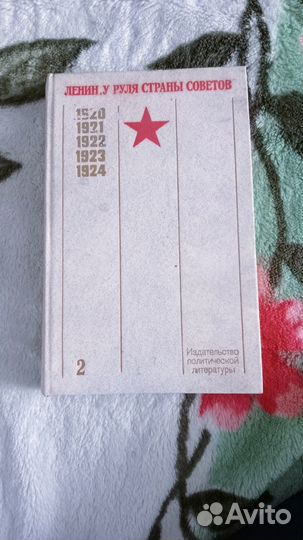 ЛЕНИН У РУЛЯ СТРАНЫ СОВЕТОВ
1920
1921
1922
1923
1924
2
Издательство
политической
литературы
Avito